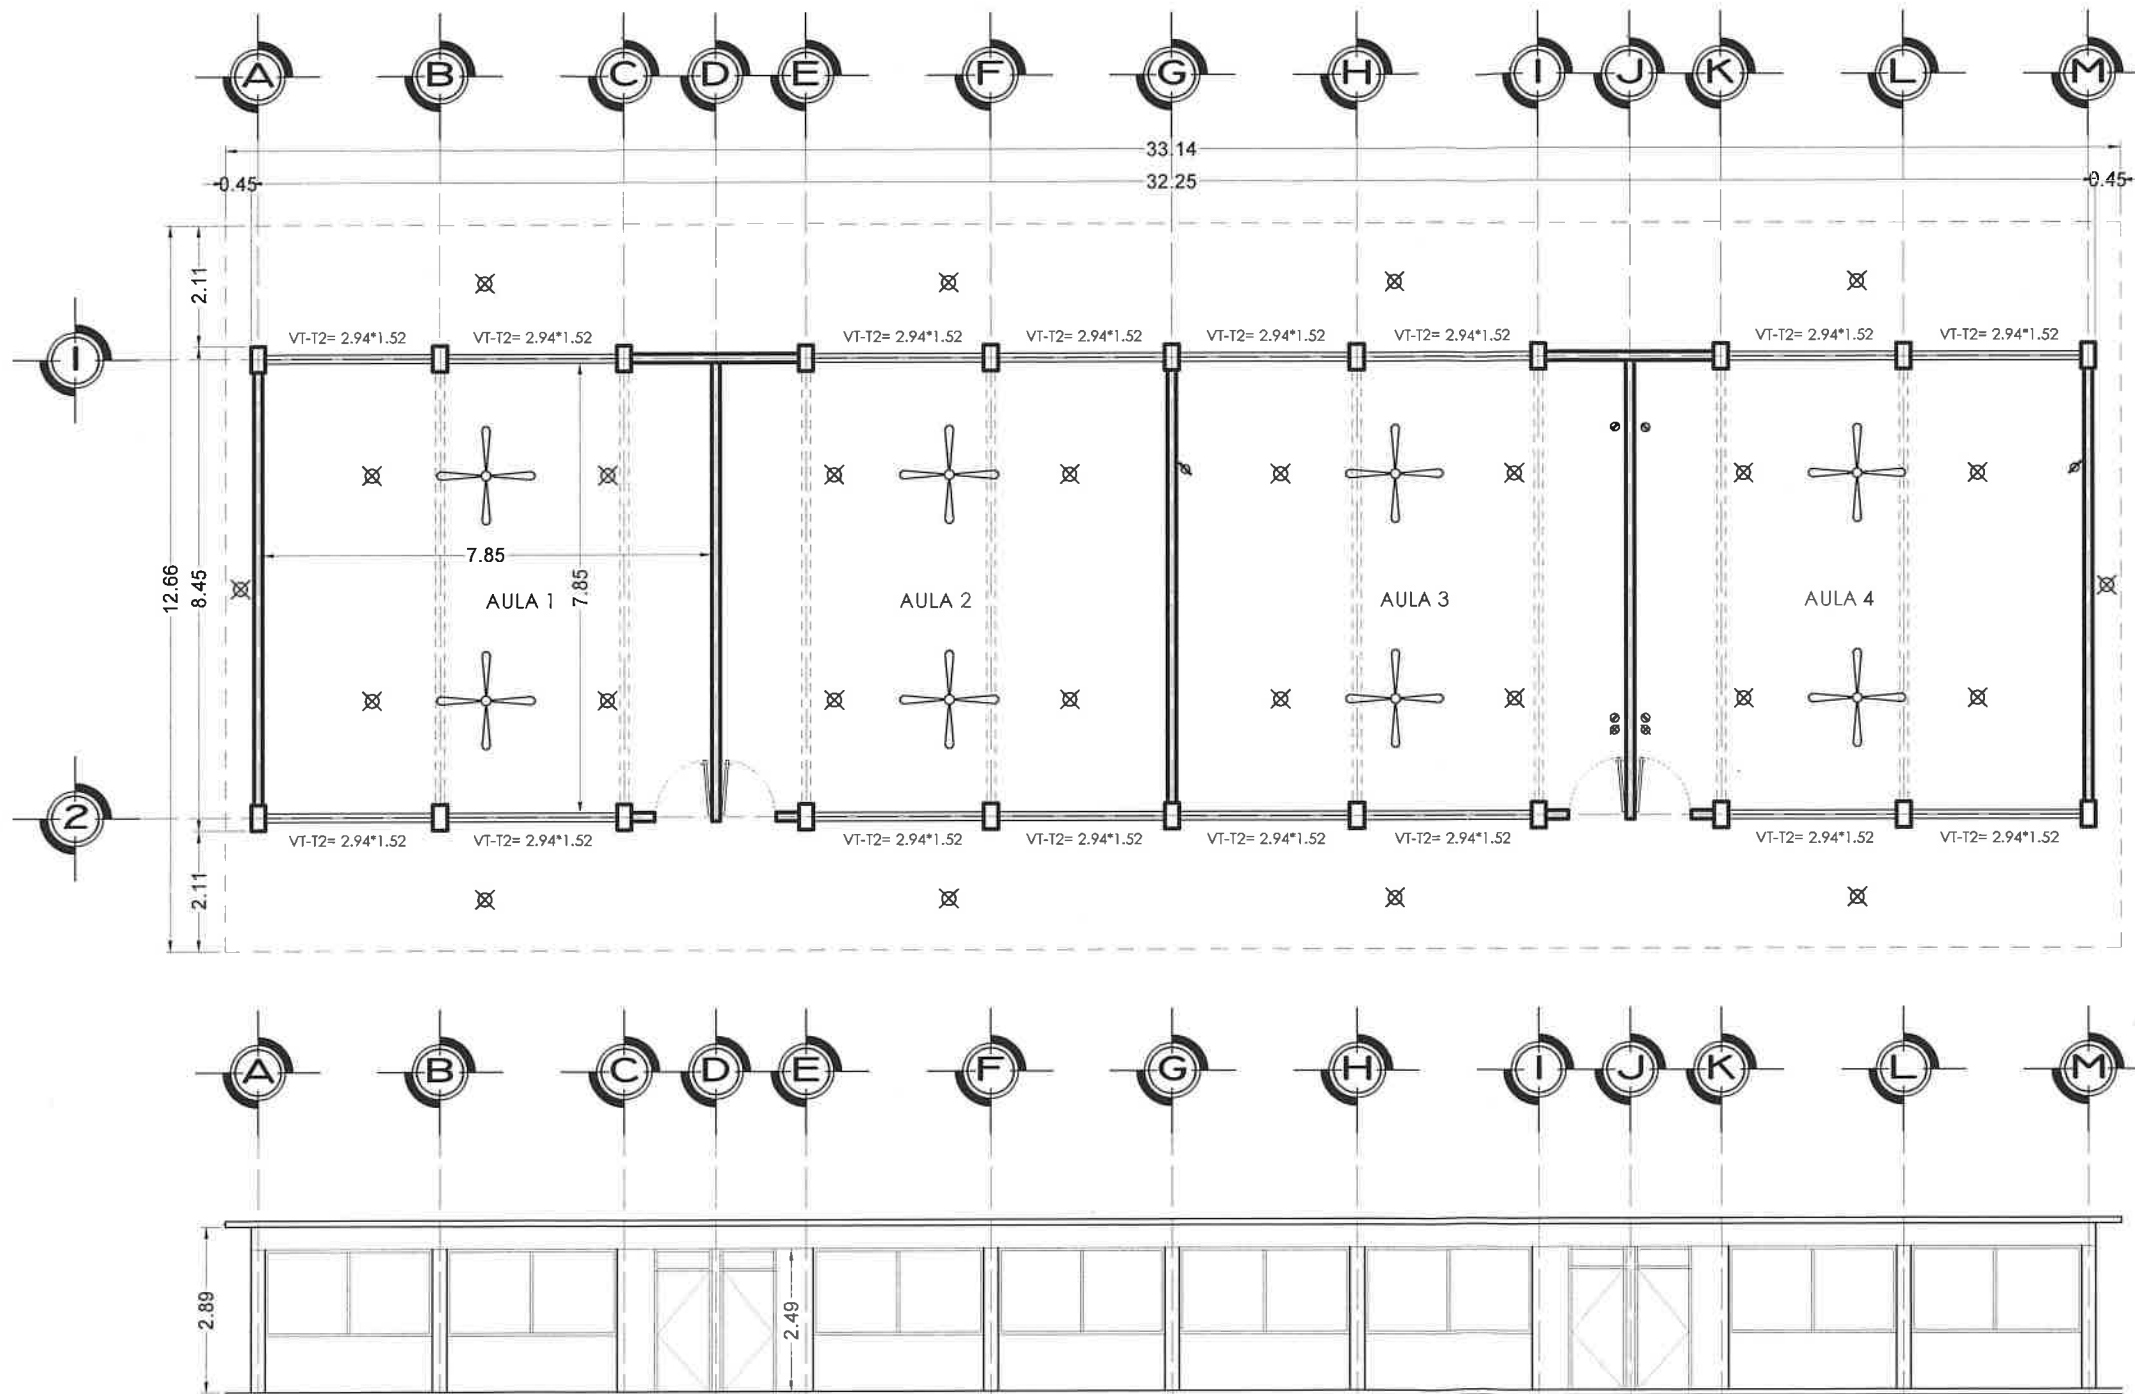 A B C D E F G H I J K L M
33.14
0.45 32.25 0.45
2.11
VT-T2= 2.94*1.52 VT-T2= 2.94*1.52 VT-T2= 2.94*1.52 VT-T2= 2.94*1.52 VT-T2= 2.94*1.52 VT-T2= 2.94*1.52 VT-T2= 2.94*1.52 VT-T2= 2.94*1.52
1
7.85
12.66 8.45 AULA 1 7.85 AULA 2 AULA 3 AULA 4
2
VT-T2= 2.94*1.52 VT-T2= 2.94*1.52 VT-T2= 2.94*1.52 VT-T2= 2.94*1.52 VT-T2= 2.94*1.52 VT-T2= 2.94*1.52 VT-T2= 2.94*1.52 VT-T2= 2.94*1.52
2.11
A B C D E F G H I J K L M
2.89 2.49